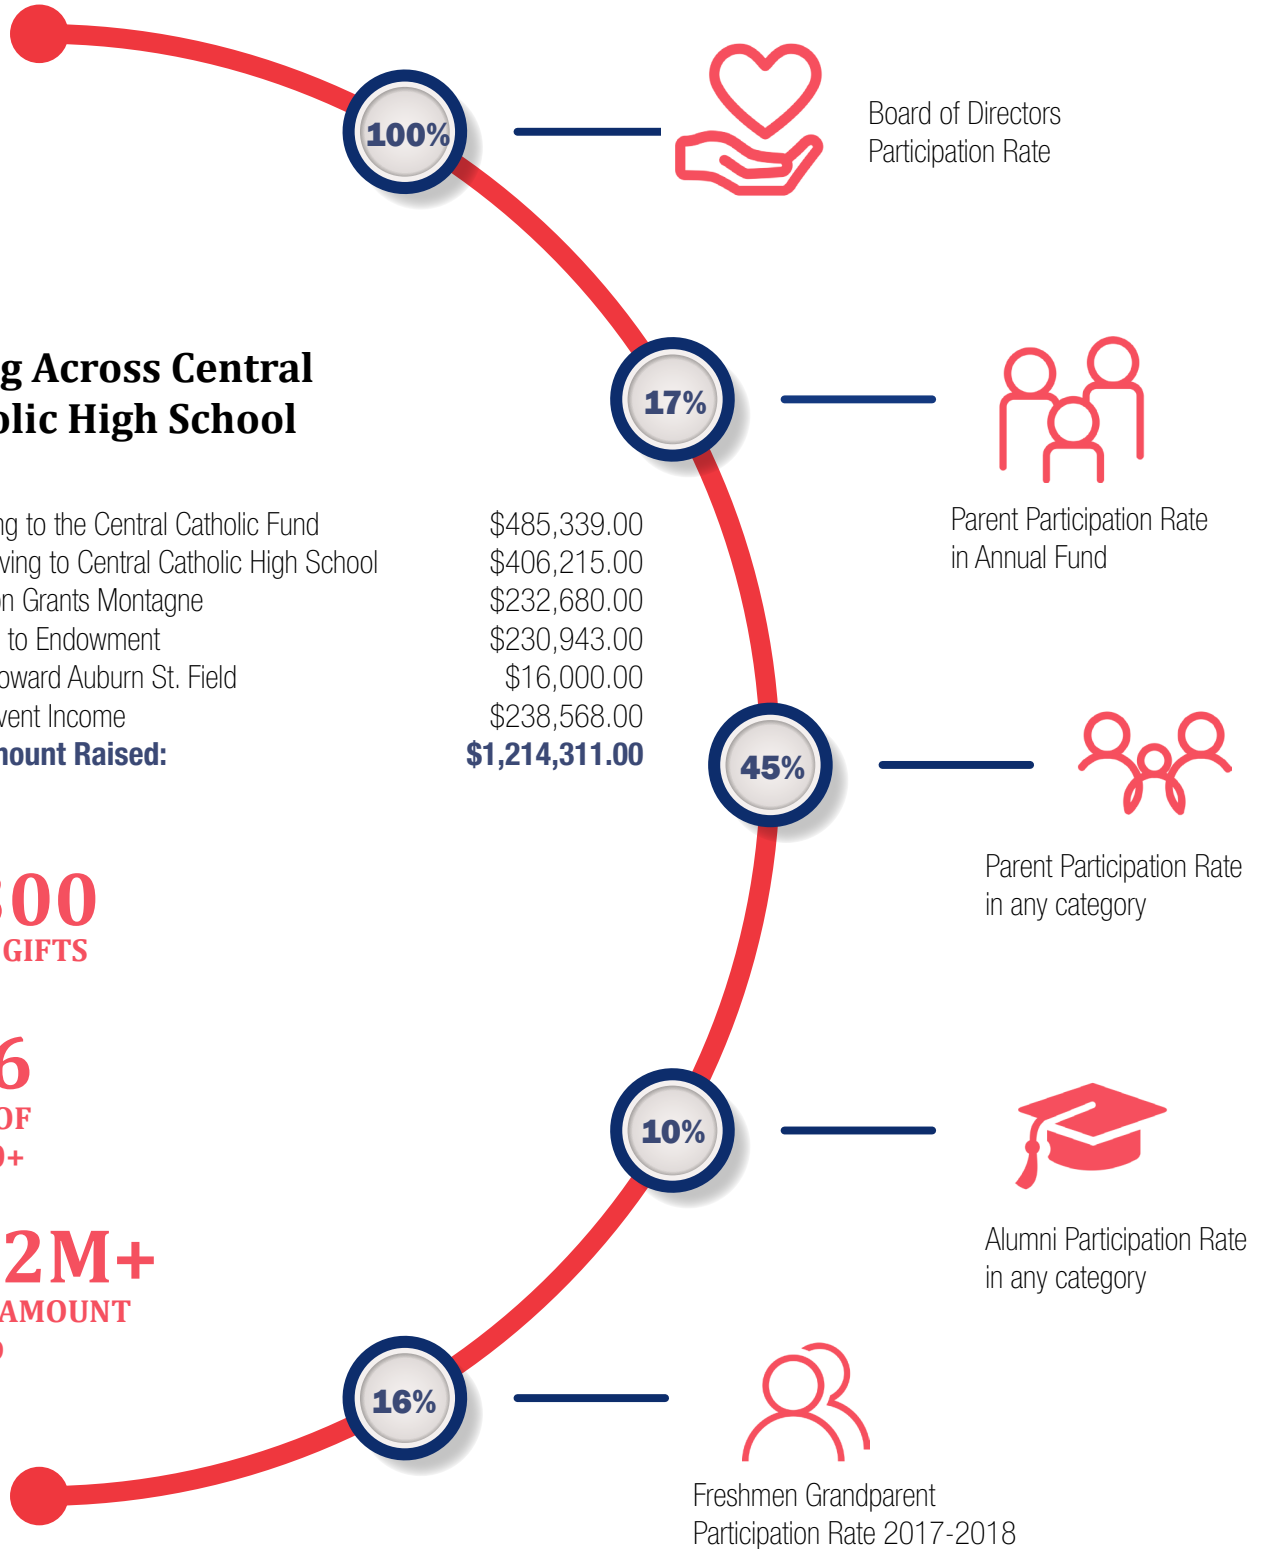 100%
Board of Directors
Participation Rate
g Across Central
olic High School
17%
ng to the Central Catholic Fund $485,339.00
ving to Central Catholic High School $406,215.00
on Grants Montagne $232,680.00
to Endowment $230,943.00
oward Auburn St. Field $16,000.00
vent Income $238,568.00
mount Raised: $1,214,311.00
Parent Participation Rate
in Annual Fund
45%
Parent Participation Rate
in any category
300
GIFTS
6
OF
0+
10%
Alumni Participation Rate
in any category
2M+
AMOUNT
16%
Freshmen Grandparent
Participation Rate 2017-2018